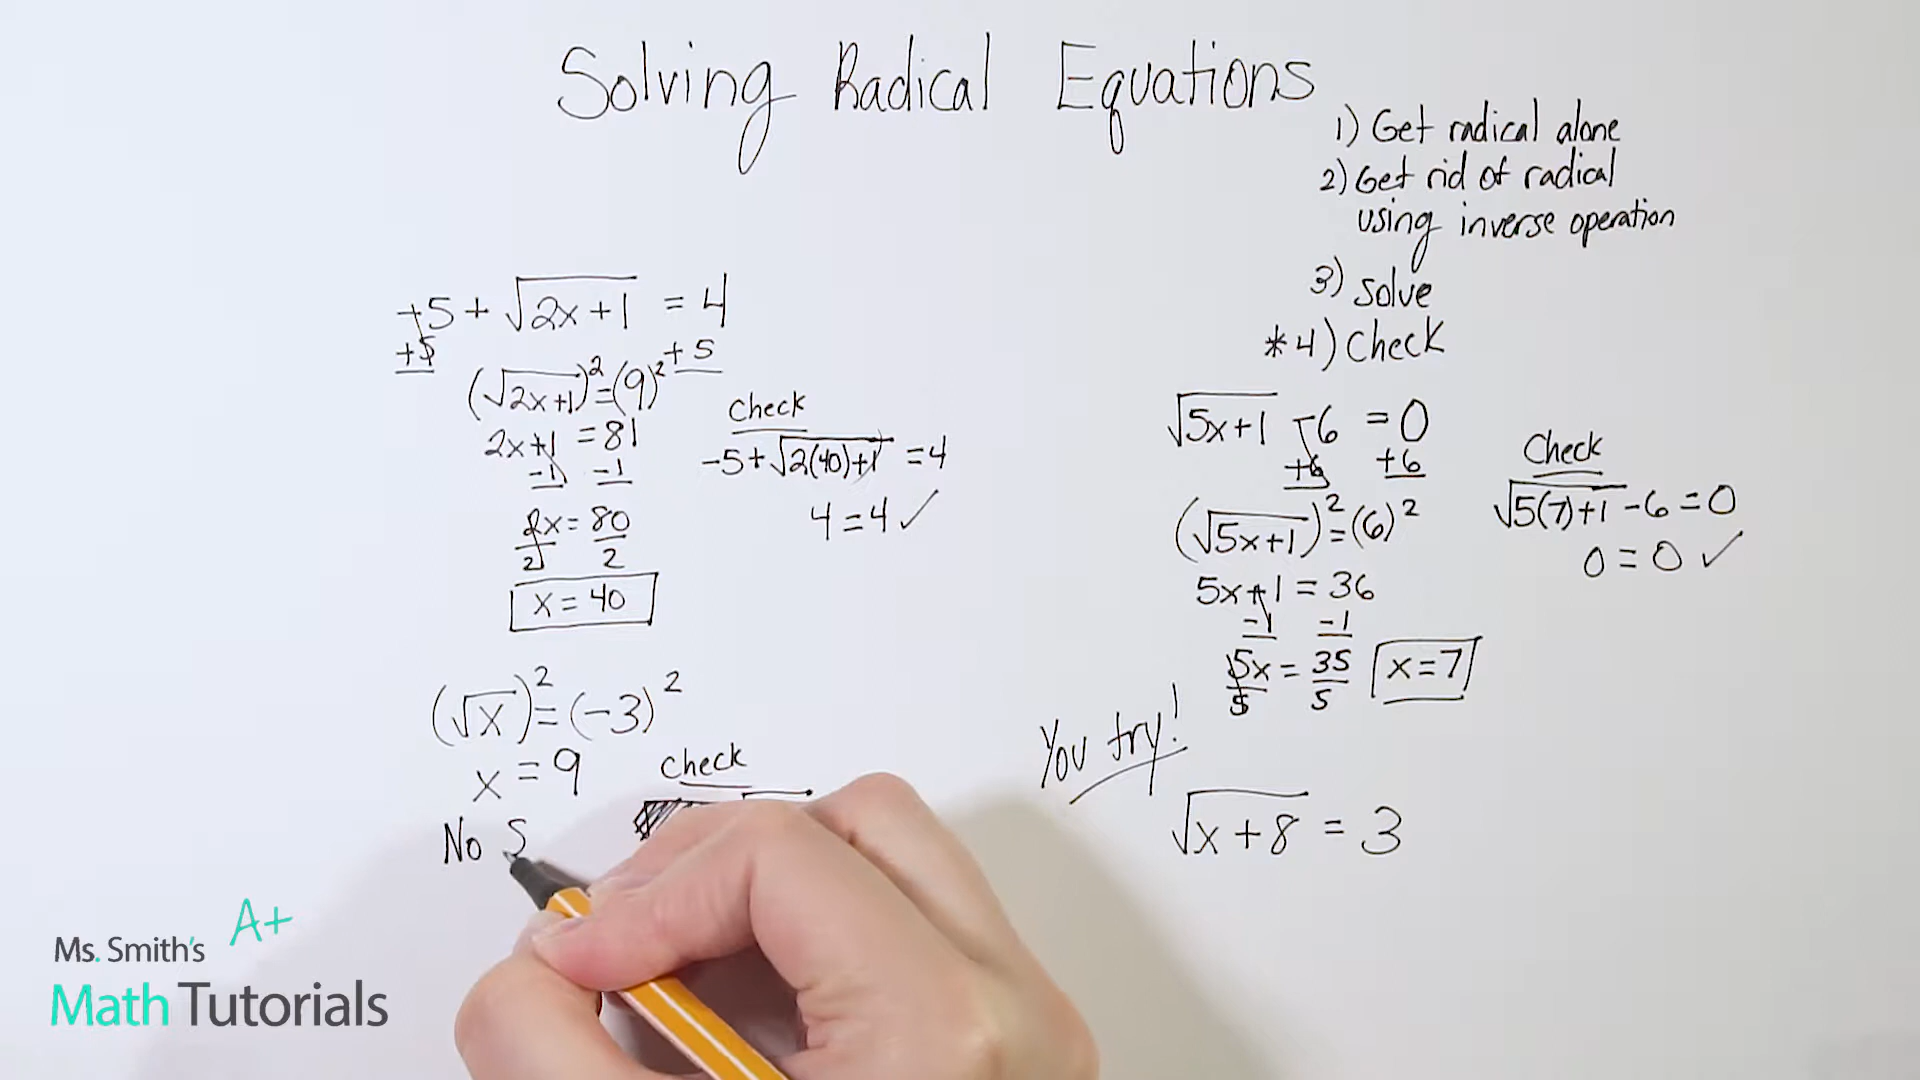 Solving Radical Equations
1) Get radical alone
2) Get rid of radical
using inverse operation
3) Solve
*4) Check
-5 + √2x+1 = 4
+5 +5
(√2x+1)² = (9)²
2x+1 = 81
-1 -1
2x = 80
2 2
x = 40
Check
-5+√2(40)+1 = 4
4 = 4 ✓
(√x)² = (-3)²
x = 9
No S
Check
√5x+1 -6 = 0
+6 +6
(√5x+1)² = (6)²
5x+1 = 36
-1 -1
5x = 35
5 5
x = 7
Check
√5(7)+1 -6 = 0
0 = 0 ✓
You try!
√x+8 = 3
Ms. Smith's A+
Math Tutorials